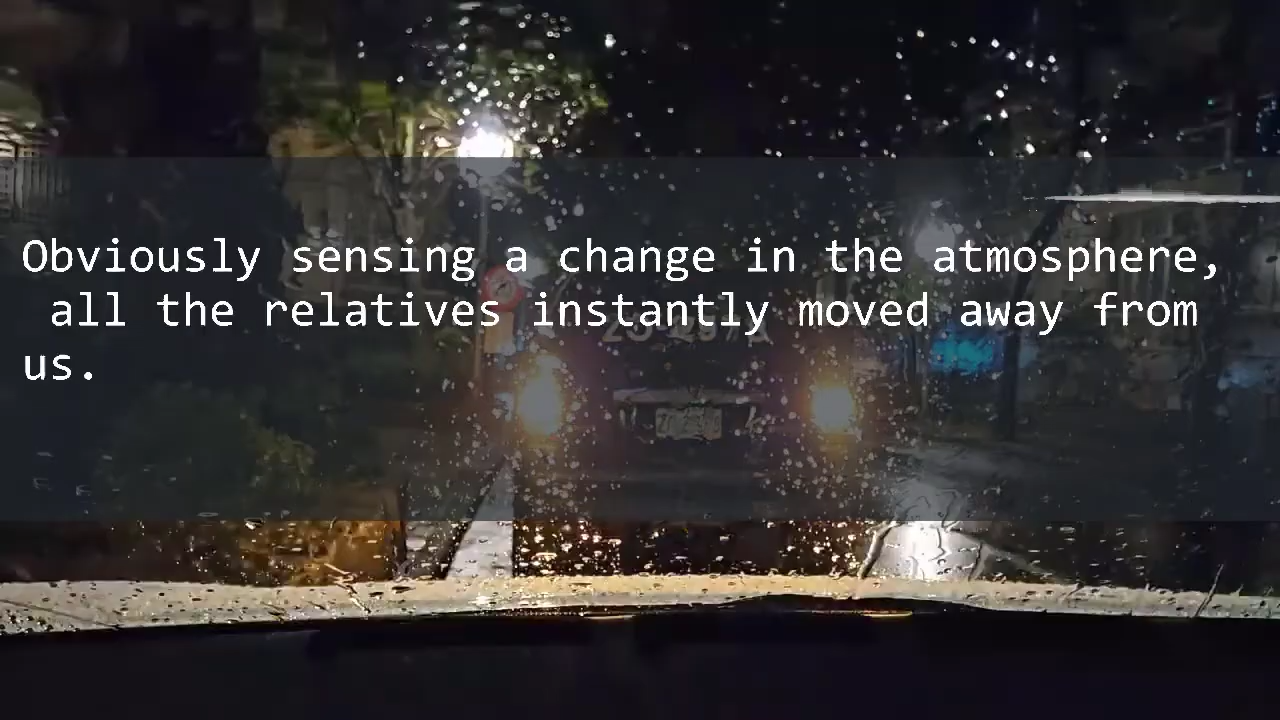 Obviously sensing a change in the atmosphere,
all the relatives instantly moved away from
us.